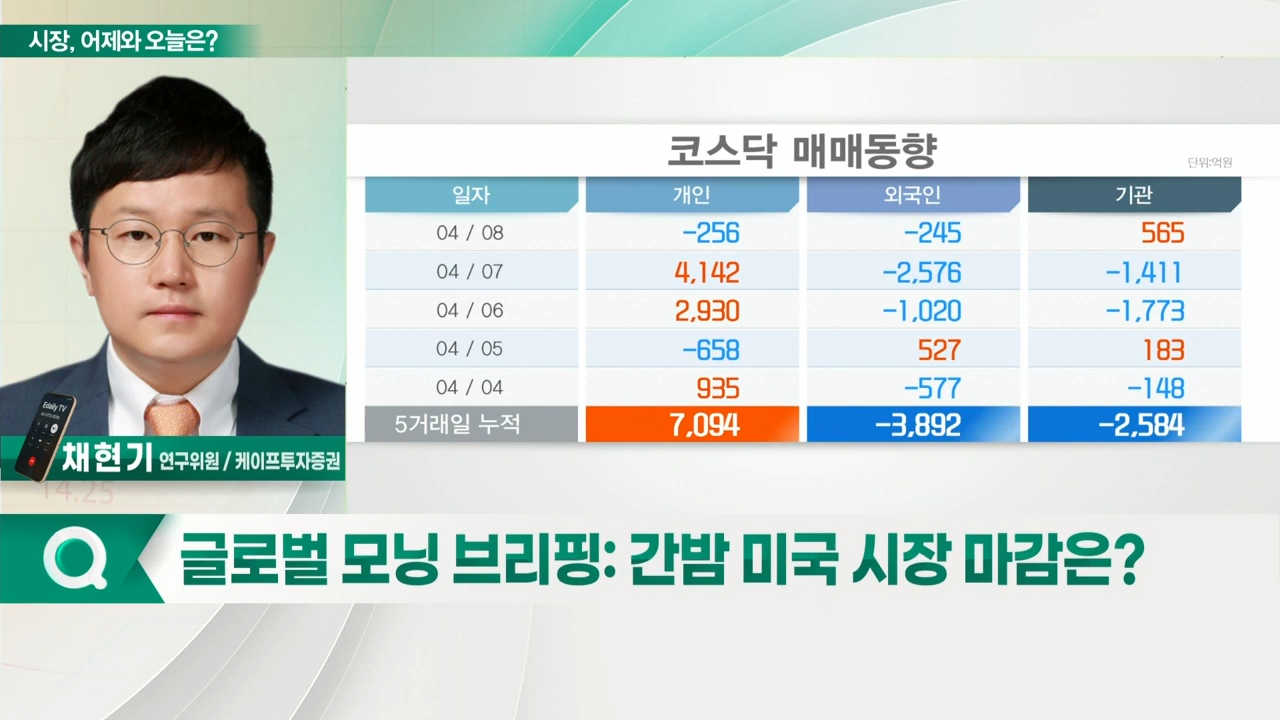 시장, 어제와 오늘은?
코스닥 매매동향
단위:억원
일자 개인 외국인 기관
04 / 08 -256 -245 565
04 / 07 4,142 -2,576 -1,411
04 / 06 2,930 -1,020 -1,773
04 / 05 -658 527 183
04 / 04 935 -577 -148
5거래일 누적 7,094 -3,892 -2,584
Edaily TV
채현기 연구위원 / 케이프투자증권
14.25
글로벌 모닝 브리핑: 간밤 미국 시장 마감은?